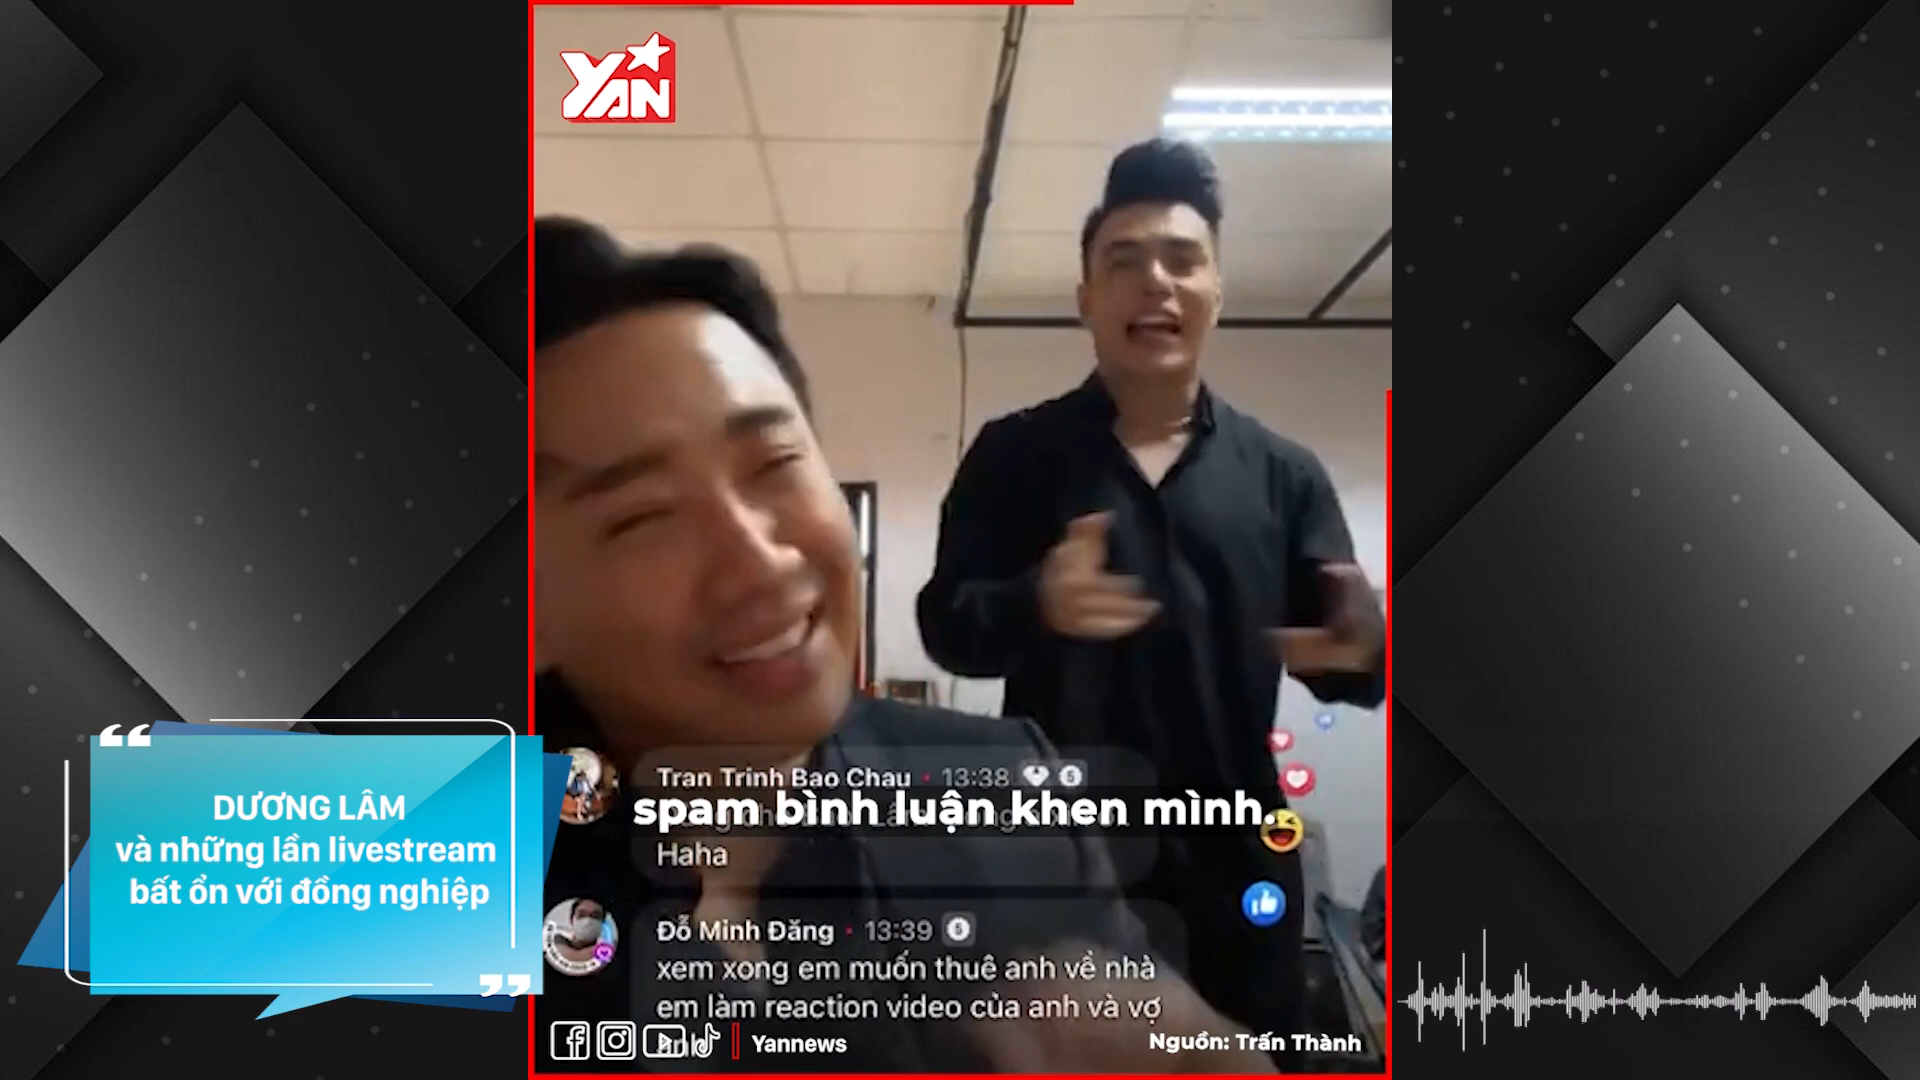 YAN
Tran Trinh Bao Chau • 13:38 5
spam bình luận khen mình.
Haha
DƯƠNG LÂM
và những lần livestream
bất ổn với đồng nghiệp
Đỗ Minh Đăng • 13:39 5
xem xong em muốn thuê anh về nhà
em làm reaction video của anh và vợ
Yannews
Nguồn: Trấn Thành